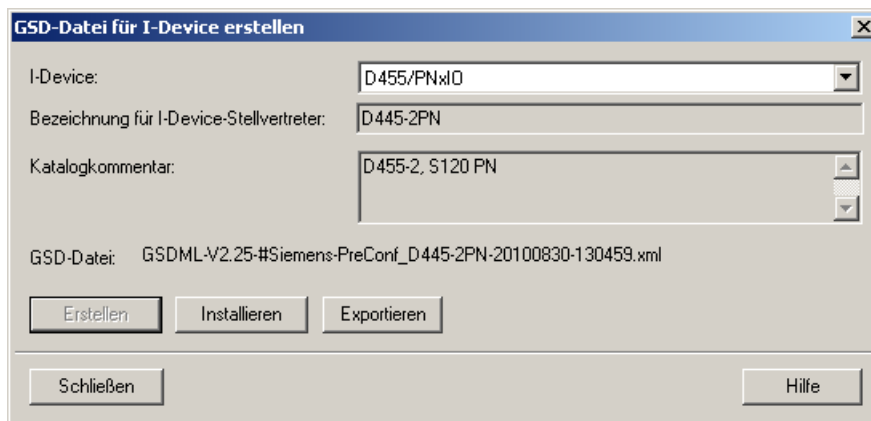 GSD-Datei für I-Device erstellen
I-Device: D455/PNxIO
Bezeichnung für I-Device-Stellvertreter: D445-2PN
Katalogkommentar: D455-2, S120 PN
GSD-Datei: GSDML-V2.25-#Siemens-PreConf_D445-2PN-20100830-130459.xml
Erstellen Installieren Exportieren
Schließen Hilfe